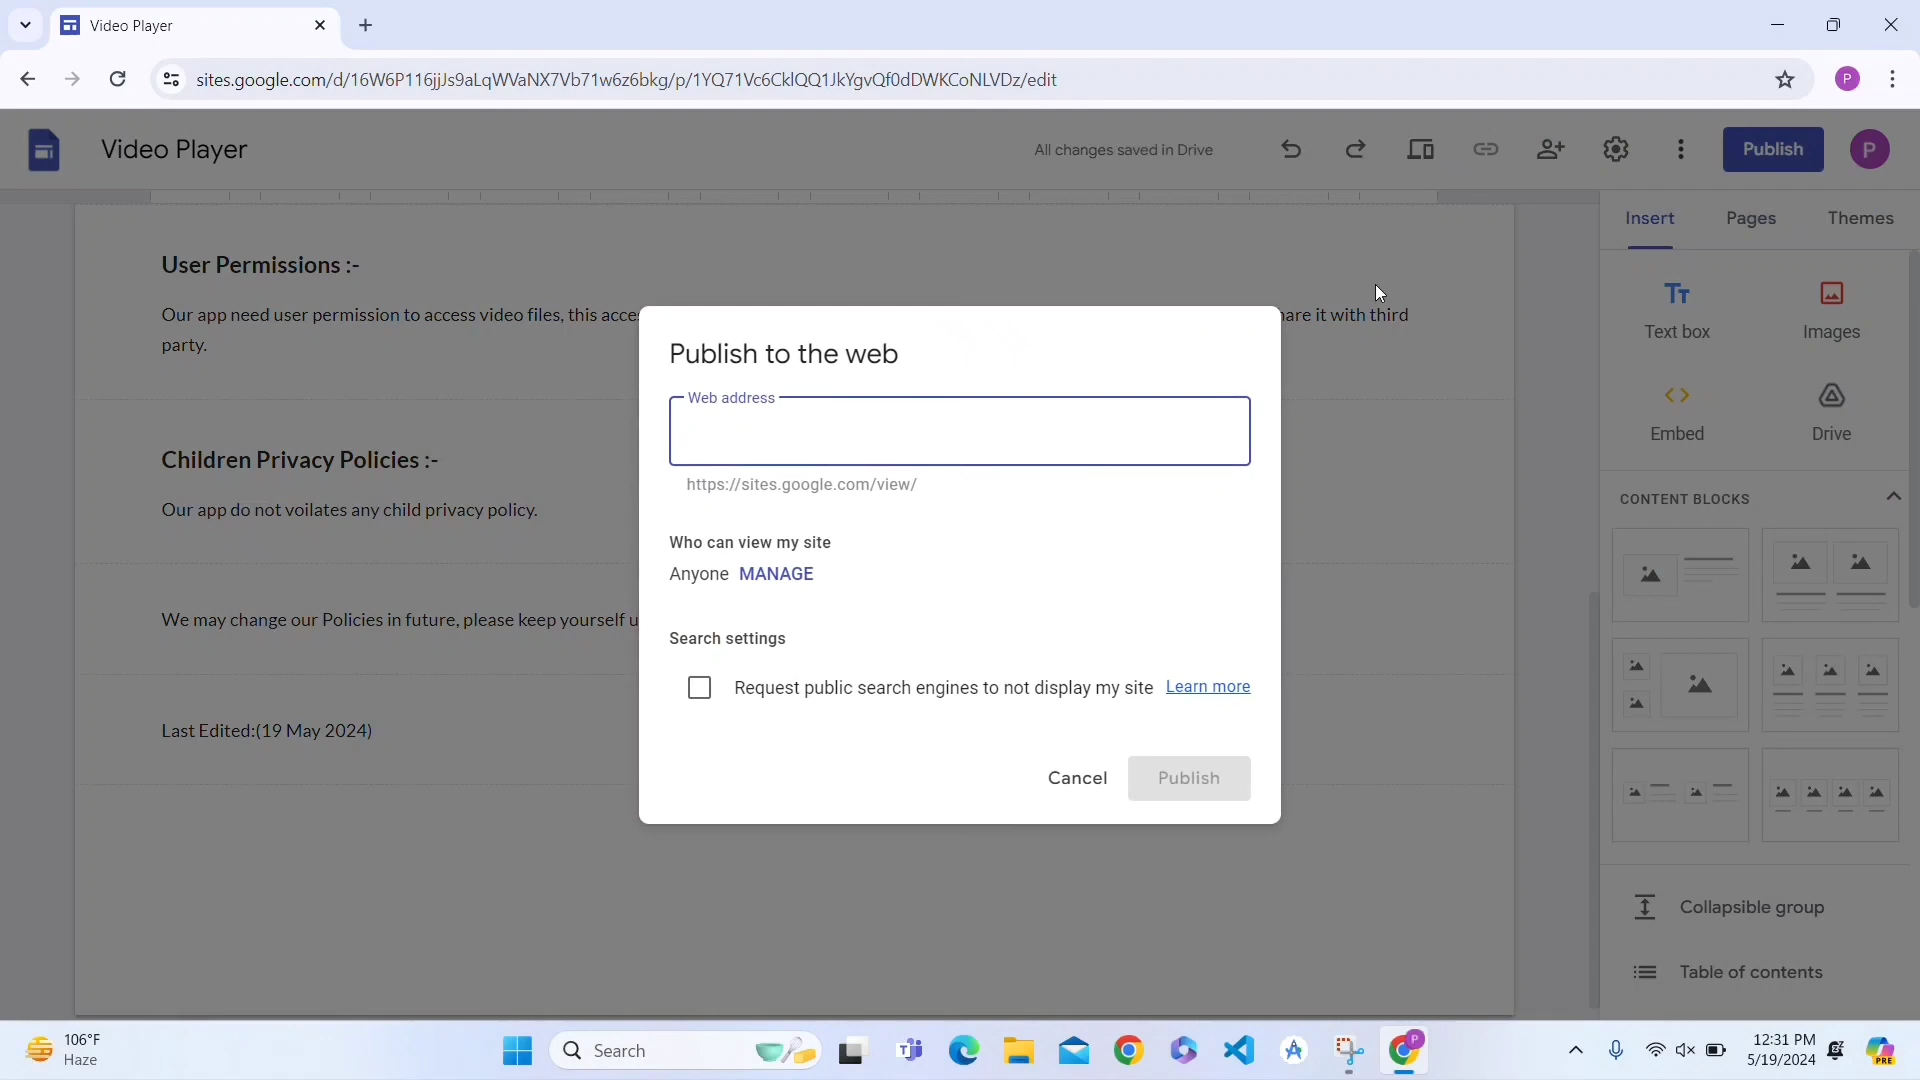 Video Player
sites.google.com/d/16W6P116jjJs9aLqWVaNX7Vb71w6z6bkg/p/1YQ71Vc6CklQQ1JkYgvQf0dDWKCoNLVDz/edit
P
Video Player
All changes saved in Drive
Publish
P
Insert
Pages
Themes
User Permissions :-
Our app need user permission to access video files, this acce
hare it with third
party.
Children Privacy Policies :-
Our app do not voilates any child privacy policy.
We may change our Policies in future, please keep yourself u
Last Edited:(19 May 2024)
Publish to the web
Web address
https://sites.google.com/view/
Who can view my site
Anyone MANAGE
Search settings
Request public search engines to not display my site Learn more
Cancel
Publish
Tт
Text box
Images
Embed
Drive
CONTENT BLOCKS
Collapsible group
Table of contents
106°F
Haze
Search
P
12:31 PM
5/19/2024
PRE